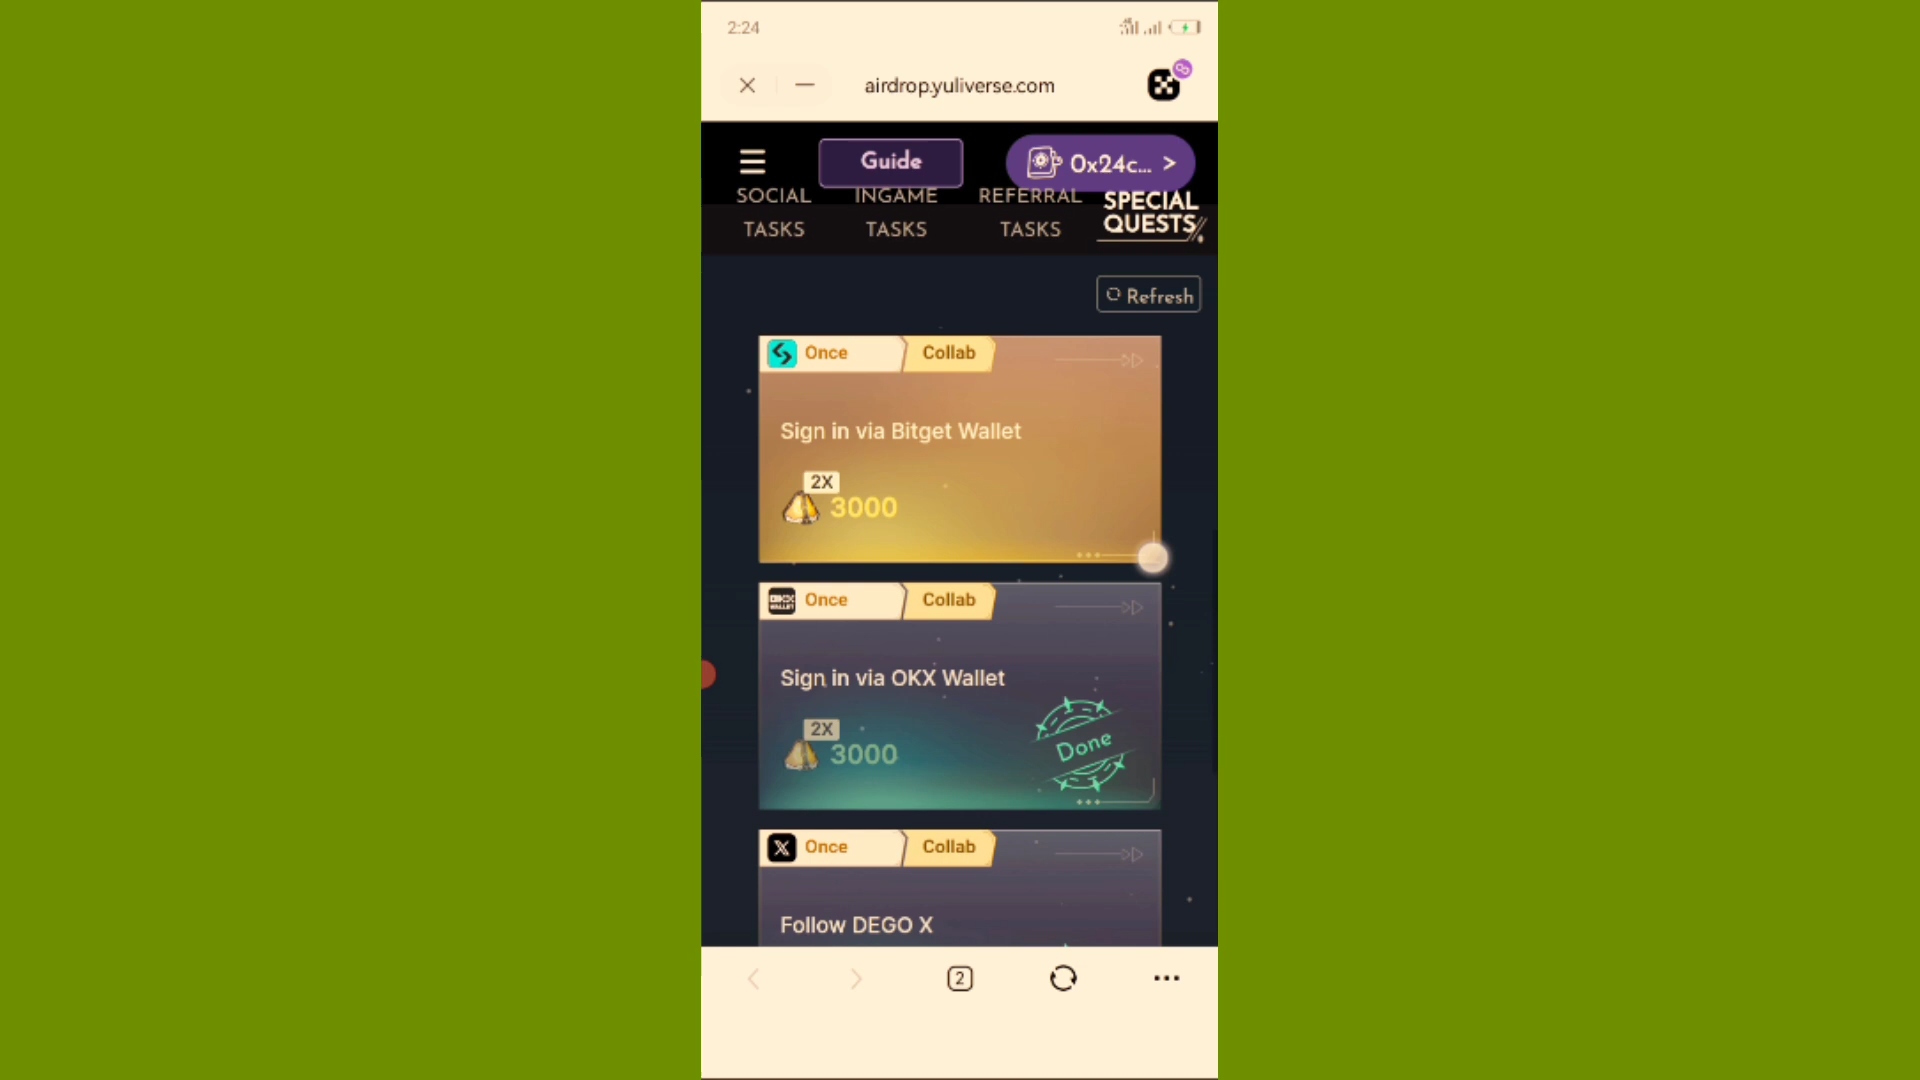 2:24
airdrop.yuliverse.com
Guide
0x24c... >
SOCIAL TASKS
INGAME TASKS
REFERRAL TASKS
SPECIAL QUESTS
Refresh
Once
Collab
Sign in via Bitget Wallet
2X
3000
OKX WALLET
Once
Collab
Sign in via OKX Wallet
2X
3000
Done
X
Once
Collab
Follow DEGO X
2